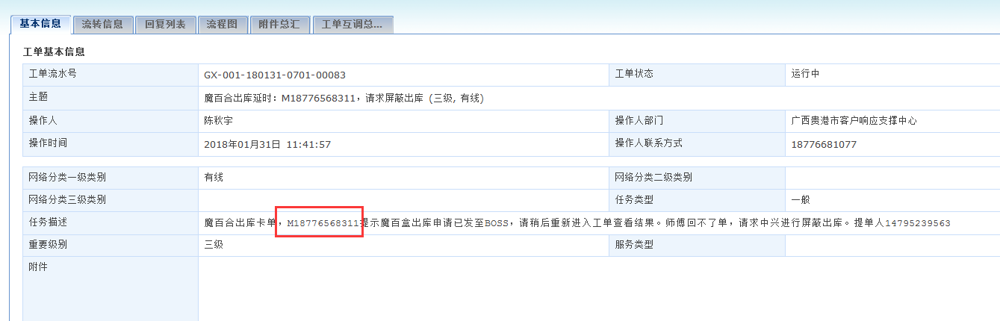 基本信息 流转信息 回复列表 流程图 附件总汇 工单互调总...
工单基本信息
工单流水号 GX-001-180131-0701-00083 工单状态 运行中
主题 魔百合出库延时：M18776568311，请求屏蔽出库 (三级, 有线)
操作人 陈秋宇 操作人部门 广西贵港市客户响应支撑中心
操作时间 2018年01月31日 11:41:57 操作人联系方式 18776681077
网络分类一级类别 有线 网络分类二级类别
网络分类三级类别 任务类型 一般
任务描述 魔百合出库卡单，M18776568311提示魔百盒出库申请已发至BOSS，请稍后重新进入工单查看结果。师傅回不了单，请求中兴进行屏蔽出库。提单人14795239563
重要级别 三级 服务类型
附件